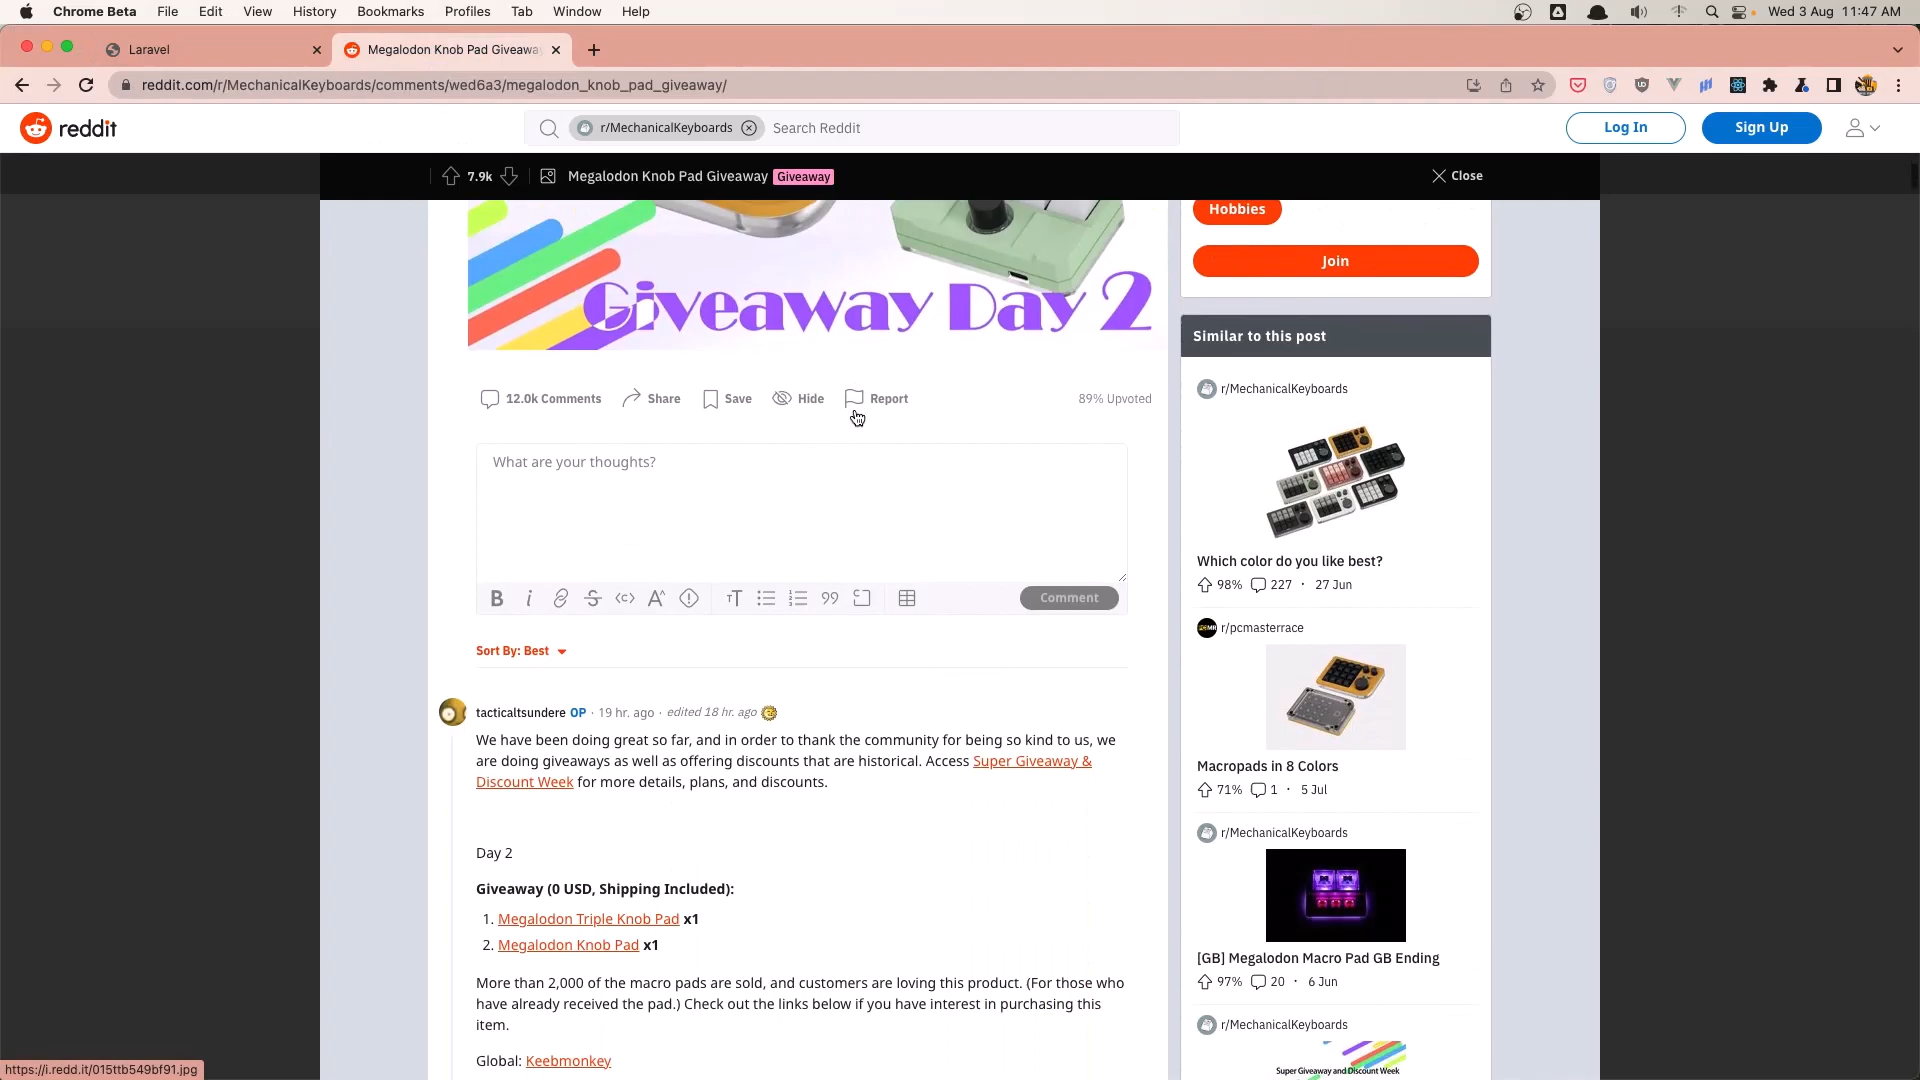 Chrome Beta File Edit View History Bookmarks Profiles Tab Window Help Wed 3 Aug 11:47 AM
Laravel Megalodon Knob Pad Giveawa
reddit.com/r/MechanicalKeyboards/comments/wed6a3/megalodon_knob_pad_giveaway/
reddit r/MechanicalKeyboards Search Reddit Log In Sign Up
7.9k Megalodon Knob Pad Giveaway Giveaway Close
Giveaway Day 2
12.0k Comments Share Save Hide Report 89% Upvoted
What are your thoughts?
Comment
Sort By: Best
tacticaltsundere OP · 19 hr. ago · edited 18 hr. ago
We have been doing great so far, and in order to thank the community for being so kind to us, we
are doing giveaways as well as offering discounts that are historical. Access Super Giveaway &
Discount Week for more details, plans, and discounts.
Day 2
Giveaway (0 USD, Shipping Included):
1. Megalodon Triple Knob Pad x1
2. Megalodon Knob Pad x1
More than 2,000 of the macro pads are sold, and customers are loving this product. (For those who
have already received the pad.) Check out the links below if you have interest in purchasing this
item.
Global: Keebmonkey
Hobbies
Join
Similar to this post
r/MechanicalKeyboards
Which color do you like best?
98% 227 · 27 Jun
r/pcmasterrace
Macropads in 8 Colors
71% 1 · 5 Jul
r/MechanicalKeyboards
[GB] Megalodon Macro Pad GB Ending
97% 20 · 6 Jun
r/MechanicalKeyboards
Super Giveaway and Discount Week
https://i.redd.it/015ttb549bf91.jpg